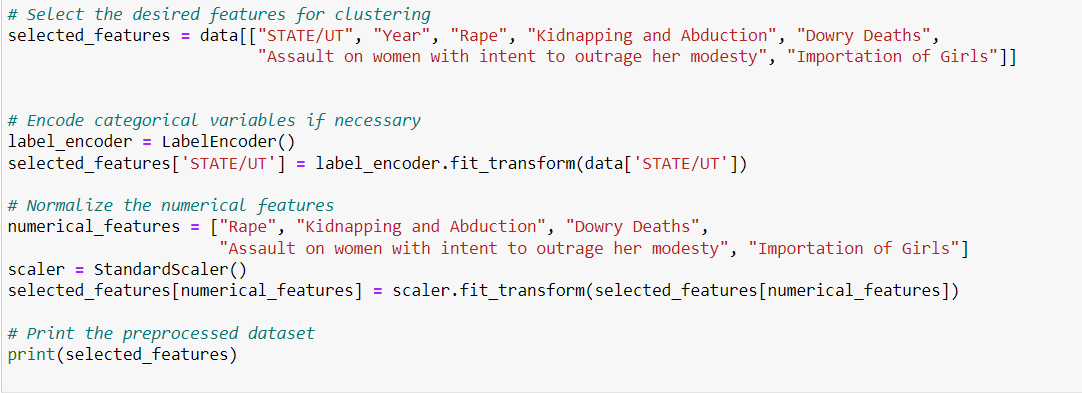 # Select the desired features for clustering
selected_features = data[["STATE/UT", "Year", "Rape", "Kidnapping and Abduction", "Dowry Deaths",
"Assault on women with intent to outrage her modesty", "Importation of Girls"]]
# Encode categorical variables if necessary
label_encoder = LabelEncoder()
selected_features['STATE/UT'] = label_encoder.fit_transform(data['STATE/UT'])
# Normalize the numerical features
numerical_features = ["Rape", "Kidnapping and Abduction", "Dowry Deaths",
"Assault on women with intent to outrage her modesty", "Importation of Girls"]
scaler = StandardScaler()
selected_features[numerical_features] = scaler.fit_transform(selected_features[numerical_features])
# Print the preprocessed dataset
print(selected_features)